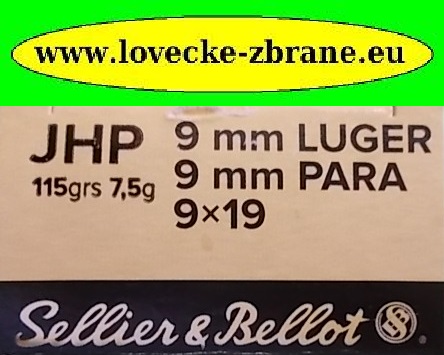 www.lovecke-zbrane.eu
JHP 9 mm LUGER
115grs 7,5g 9 mm PARA
9×19
Sellier & Bellot S&B